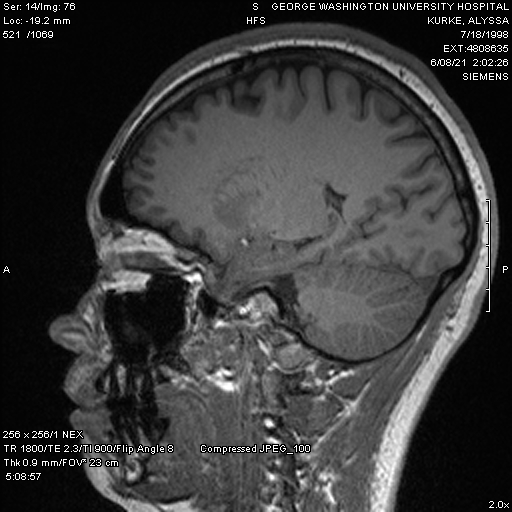 Ser: 14/Img: 76
Loc: -19.2 mm
521 /1069
S GEORGE WASHINGTON UNIVERSITY HOSPITAL
HFS KURKE, ALYSSA
7/18/1998
EXT:4808635
6/08/21 2:02:26
SIEMENS
A
P
256 x 256/1 NEX
TR 1800/TE 2.3/TI 900/Flip Angle 8 Compressed JPEG_100
Thk 0.9 mm/FOV* 23 cm
5:08:57
2.0x